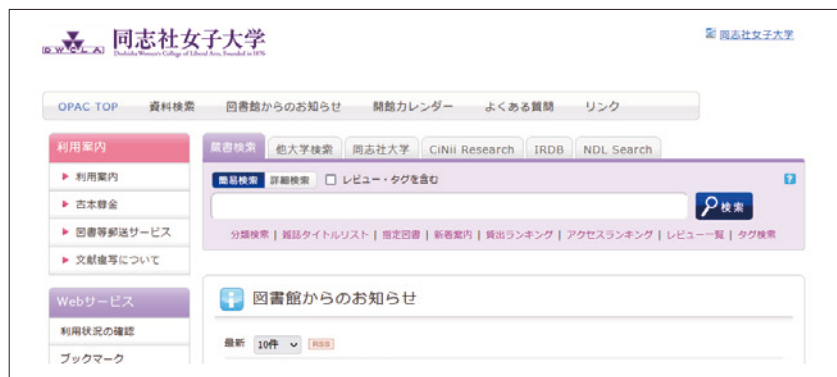 DWCLA 同志社女子大学
Doshisha Women's College of Liberal Arts, Founded in 1876
同志社女子大学
OPAC TOP 資料検索 図書館からのお知らせ 開館カレンダー よくある質問 リンク
利用案内
利用案内
古本募金
図書等郵送サービス
文献複写について
Webサービス
利用状況の確認
ブックマーク
蔵書検索 他大学検索 同志社大学 CiNii Research IRDB NDL Search
簡易検索 詳細検索 レビュー・タグを含む ?
検索
分類検索 | 雑誌タイトルリスト | 指定図書 | 新着案内 | 貸出ランキング | アクセスランキング | レビュー一覧 | タグ検索
図書館からのお知らせ
最新 10件 RSS